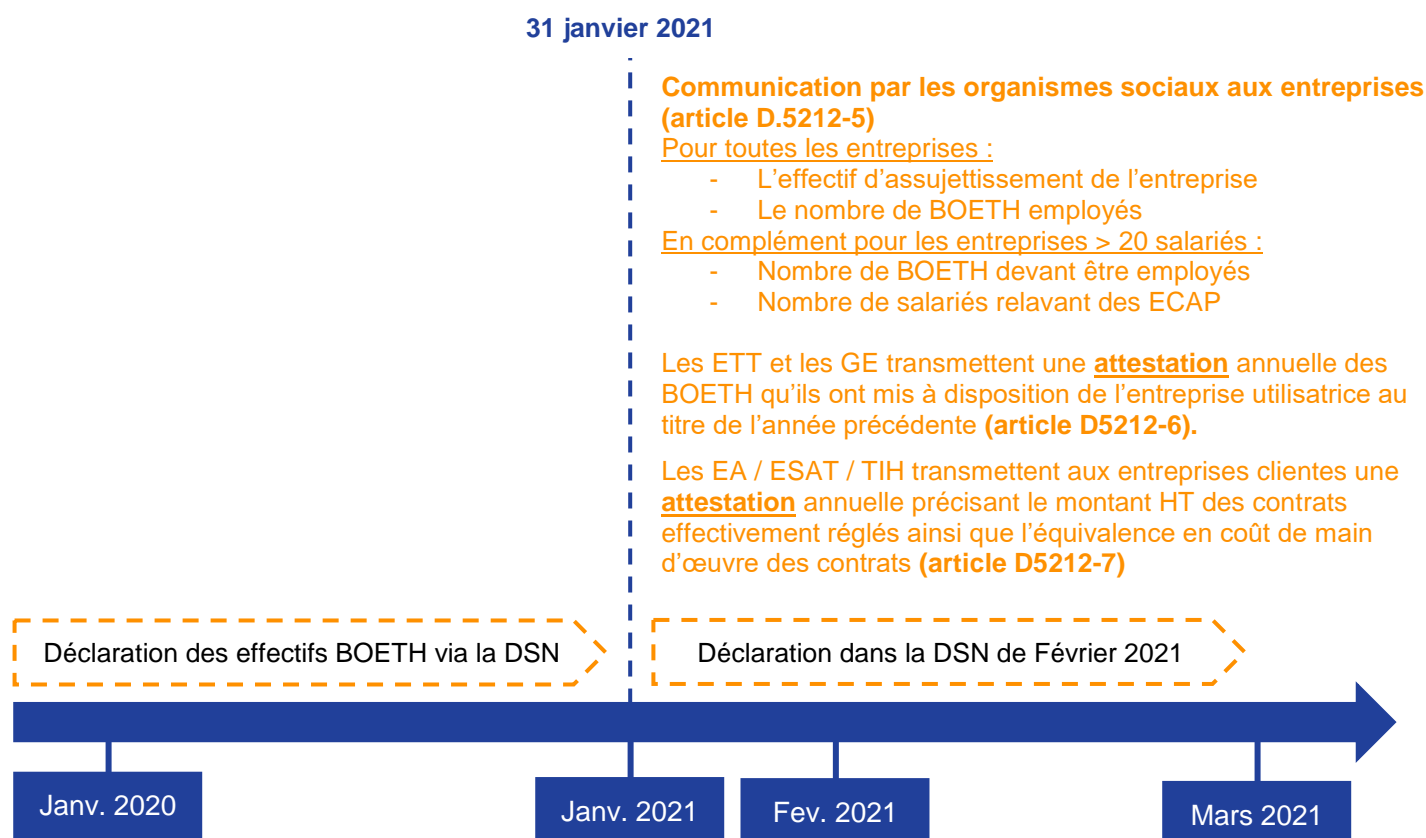 31 janvier 2021
Communication par les organismes sociaux aux entreprises
(article D.5212-5)
Pour toutes les entreprises :
- L’effectif d’assujettissement de l’entreprise
- Le nombre de BOETH employés
En complément pour les entreprises > 20 salariés :
- Nombre de BOETH devant être employés
- Nombre de salariés relavant des ECAP
Les ETT et les GE transmettent une attestation annuelle des
BOETH qu’ils ont mis à disposition de l’entreprise utilisatrice au
titre de l’année précédente (article D5212-6).
Les EA / ESAT / TIH transmettent aux entreprises clientes une
attestation annuelle précisant le montant HT des contrats
effectivement réglés ainsi que l’équivalence en coût de main
d’œuvre des contrats (article D5212-7)
Déclaration des effectifs BOETH via la DSN
Déclaration dans la DSN de Février 2021
Janv. 2020
Janv. 2021
Fev. 2021
Mars 2021